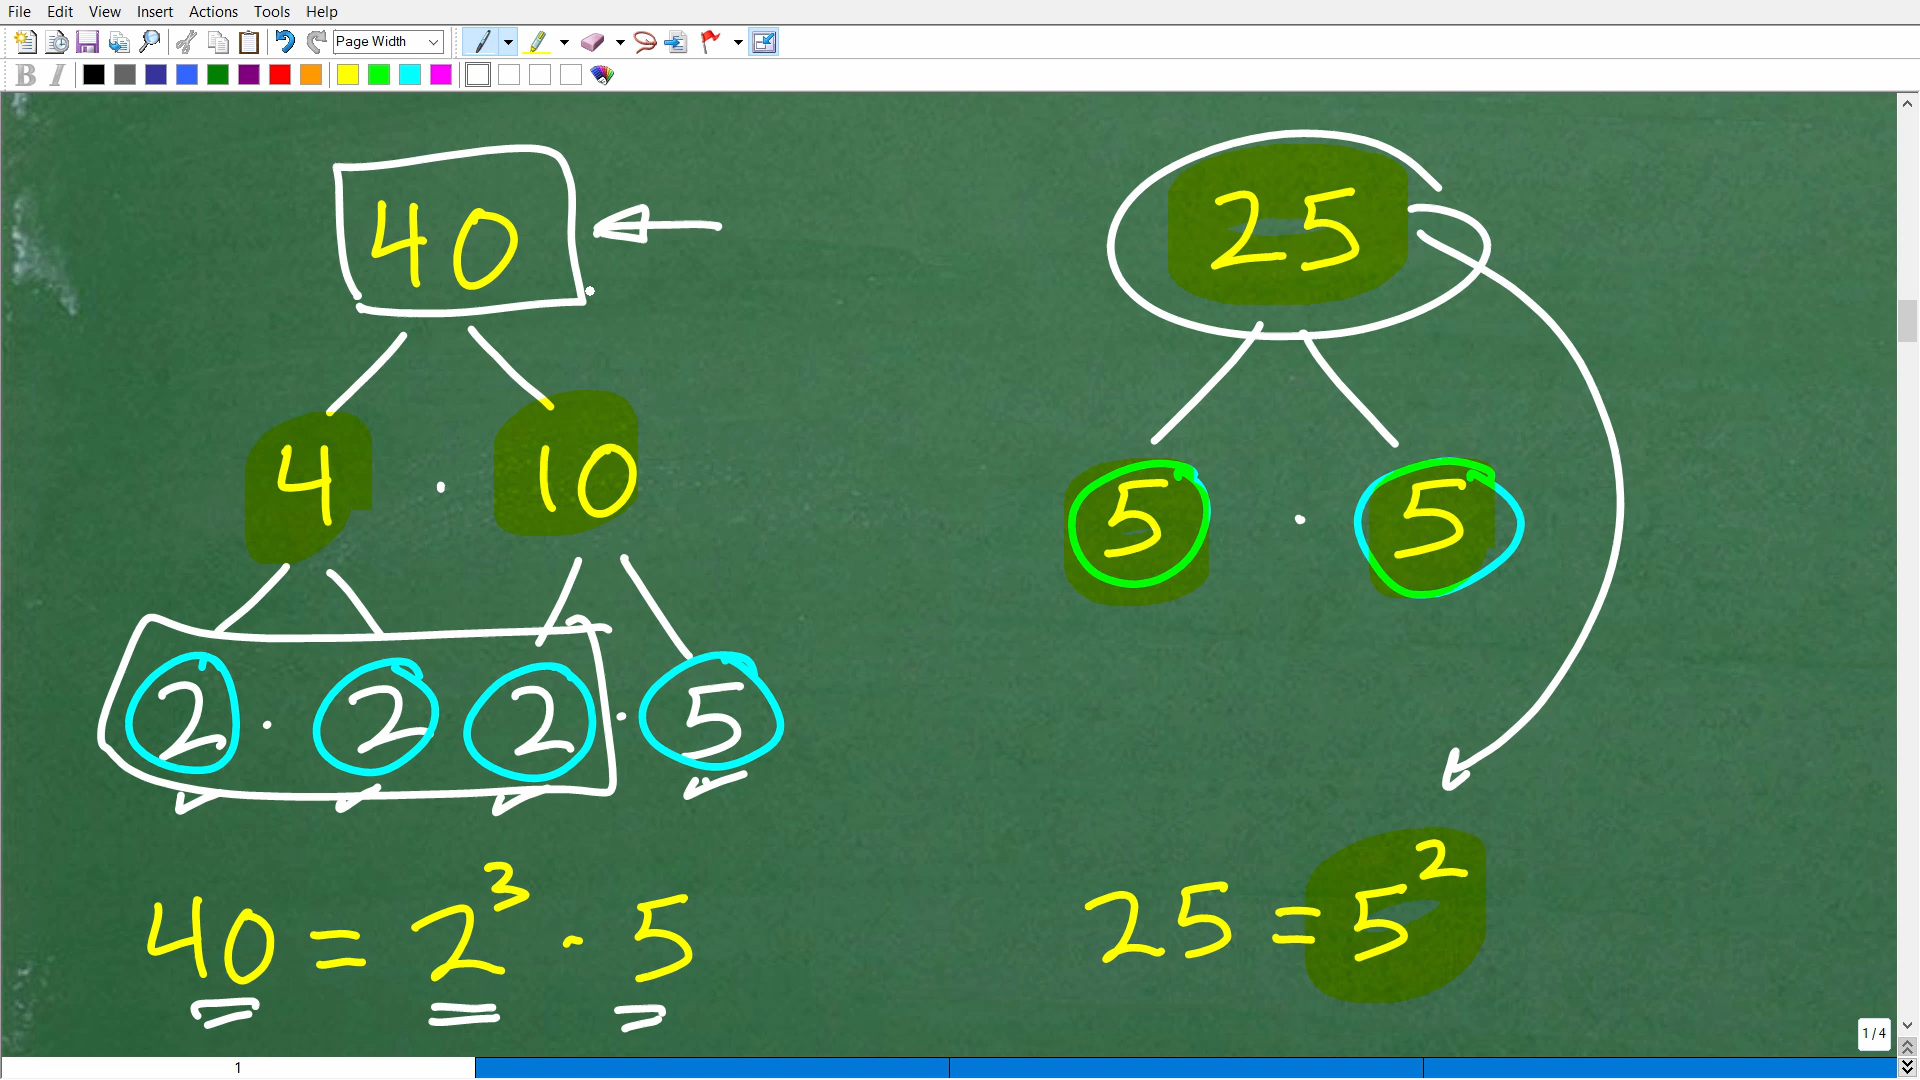 File Edit View Insert Actions Tools Help
Page Width
B I
40
25
4 · 10
5 · 5
2 · 2 2 · 5
40 = 2³ · 5
25 = 5²
1 / 4
1